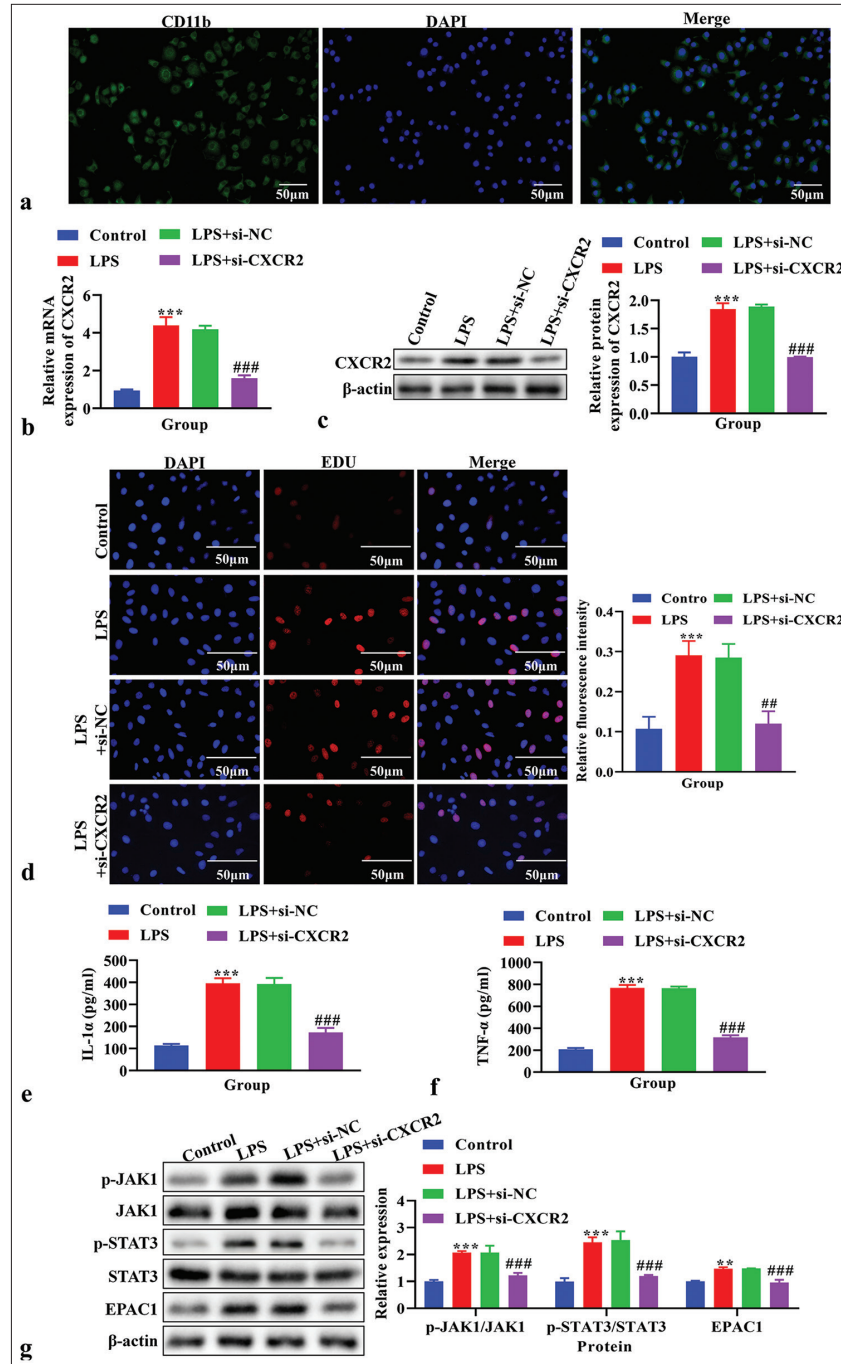 CD11b DAPI Merge
50μm 50μm 50μm
a
Control LPS+si-NC
LPS LPS+si-CXCR2
Relative mRNA
expression of CXCR2
6
4
2
0
***
###
Group
b
Control LPS LPS+si-NC LPS+si-CXCR2
CXCR2
β-actin
c
Control LPS+si-NC
LPS LPS+si-CXCR2
Relative protein
expression of CXCR2
2.0
1.5
1.0
0.5
0.0
***
###
Group
DAPI EDU Merge
Control
50μm 50μm 50μm
LPS
50μm 50μm 50μm
LPS
+si-NC
50μm 50μm 50μm
LPS
+si-CXCR2
50μm 50μm 50μm
d
Contro LPS+si-NC
LPS LPS+si-CXCR2
Relative fluorescence intensity
0.4
0.3
0.2
0.1
0.0
***
##
Group
Control LPS+si-NC
LPS LPS+si-CXCR2
IL-1α (pg/ml)
500
400
300
200
100
0
***
###
Group
e
Control LPS+si-NC
LPS LPS+si-CXCR2
TNF-α (pg/ml)
1000
800
600
400
200
0
***
###
Group
f
Control LPS LPS+si-NC LPS+si-CXCR2
p-JAK1
JAK1
p-STAT3
STAT3
EPAC1
β-actin
g
Control
LPS
LPS+si-NC
LPS+si-CXCR2
Relative expression
4
3
2
1
0
*** ### *** ### ** ###
p-JAK1/JAK1 p-STAT3/STAT3 EPAC1
Protein